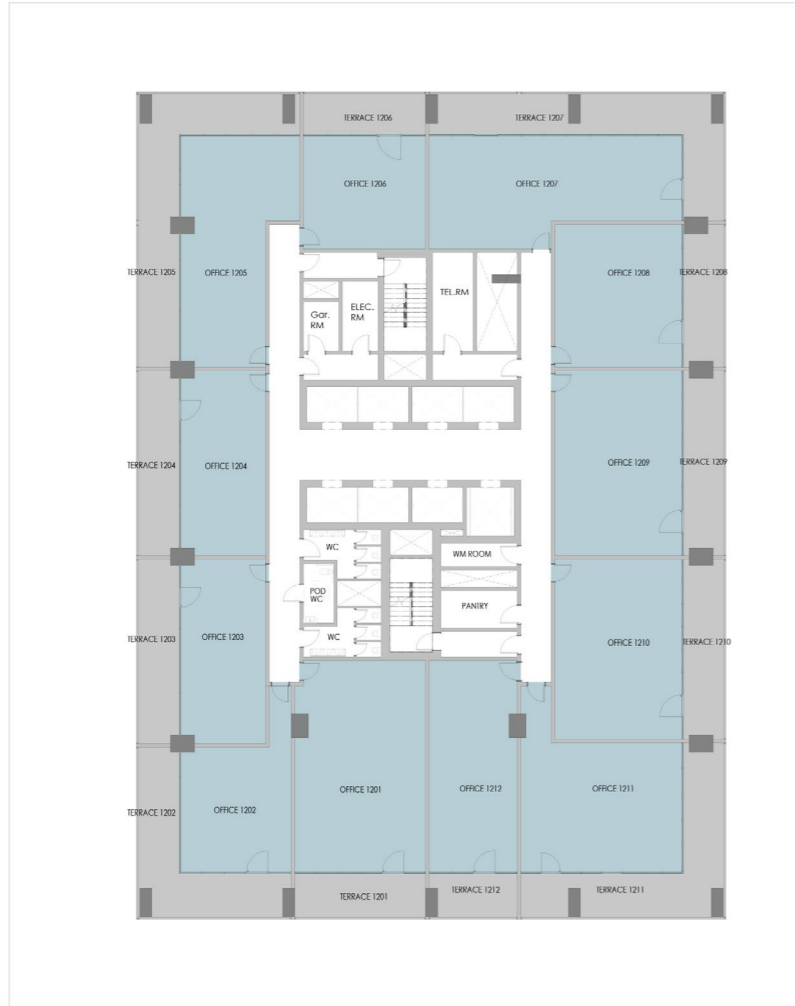 TERRACE 1206
TERRACE 1207
OFFICE 1206
OFFICE 1207
TERRACE 1205
OFFICE 1205
OFFICE 1208
TERRACE 1208
TEL.RM
ELEC.
RM
Gar.
RM
TERRACE 1204
OFFICE 1204
OFFICE 1209
TERRACE 1209
WC
WM ROOM
POD
WC
PANTRY
TERRACE 1203
OFFICE 1203
WC
OFFICE 1210
TERRACE 1210
TERRACE 1202
OFFICE 1202
OFFICE 1201
OFFICE 1212
OFFICE 1211
TERRACE 1201
TERRACE 1212
TERRACE 1211